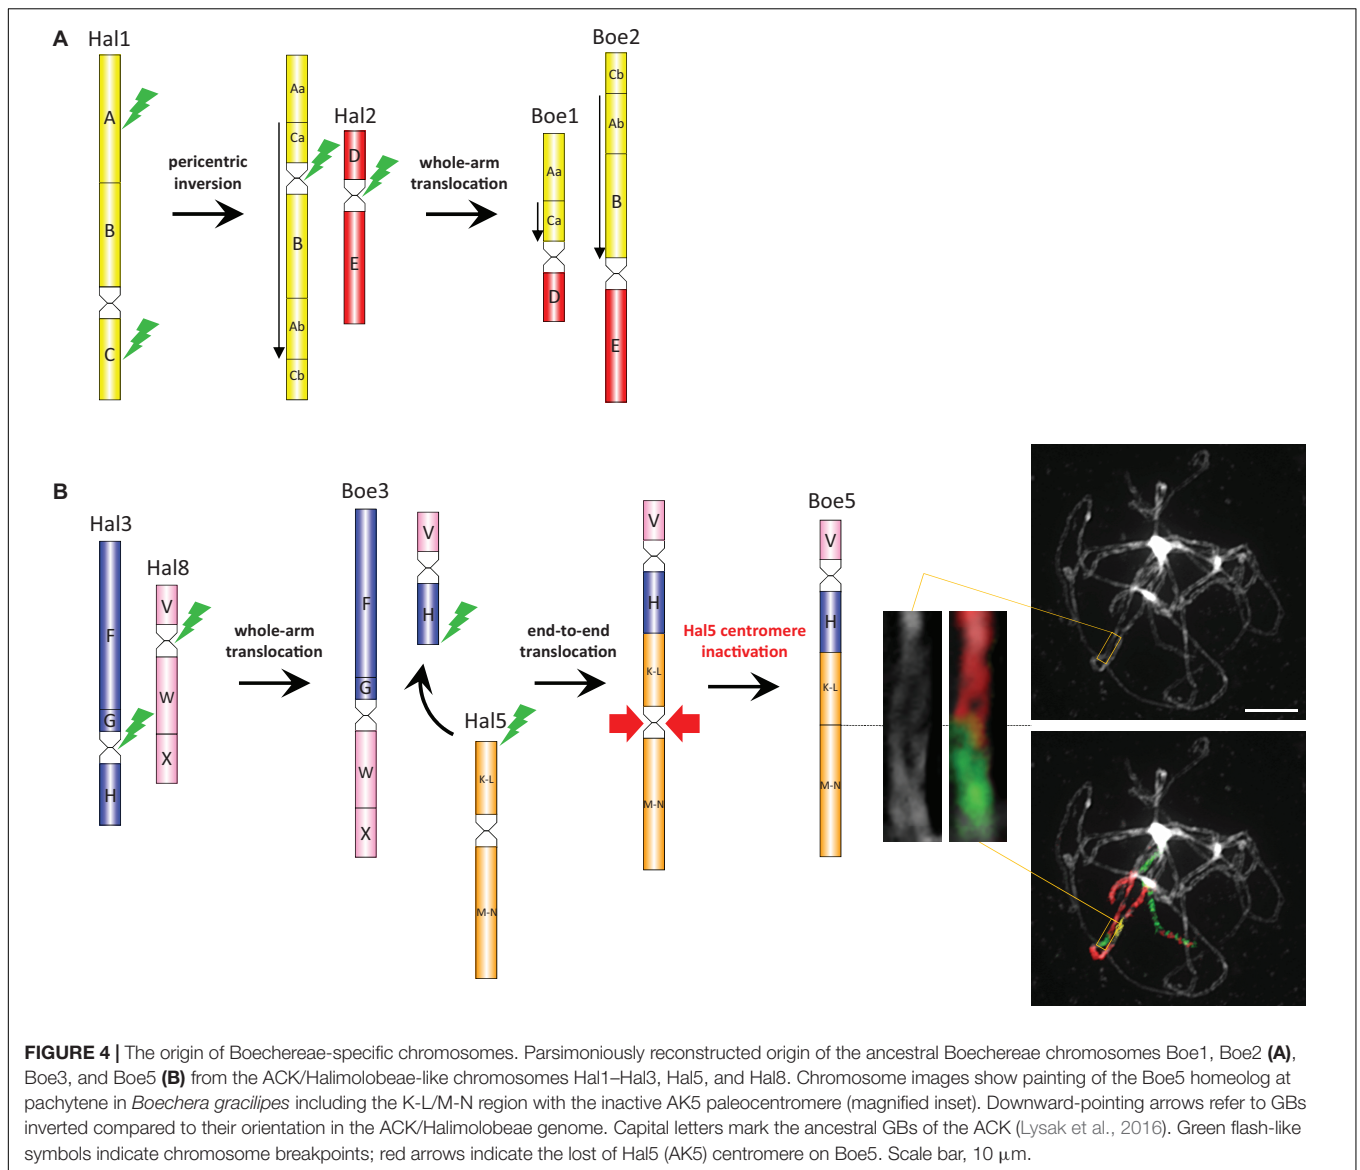 A
Hal1
Boe2
Hal2
Boe1
A
B
C
pericentric
inversion
Aa
Ca
B
Ab
Cb
D
E
whole-arm
translocation
Aa
Ca
D
Cb
Ab
B
E
B
Hal3
Hal8
F
G
H
V
W
X
whole-arm
translocation
Boe3
F
G
W
X
V
H
Hal5
K-L
M-N
end-to-end
translocation
V
H
K-L
M-N
Hal5 centromere
inactivation
Boe5
V
H
K-L
M-N
FIGURE 4 | The origin of Boechereae-specific chromosomes. Parsimoniously reconstructed origin of the ancestral Boechereae chromosomes Boe1, Boe2 (A),
Boe3, and Boe5 (B) from the ACK/Halimolobeae-like chromosomes Hal1–Hal3, Hal5, and Hal8. Chromosome images show painting of the Boe5 homeolog at
pachytene in Boechera gracilipes including the K-L/M-N region with the inactive AK5 paleocentromere (magnified inset). Downward-pointing arrows refer to GBs
inverted compared to their orientation in the ACK/Halimolobeae genome. Capital letters mark the ancestral GBs of the ACK (Lysak et al., 2016). Green flash-like
symbols indicate chromosome breakpoints; red arrows indicate the lost of Hal5 (AK5) centromere on Boe5. Scale bar, 10 μm.